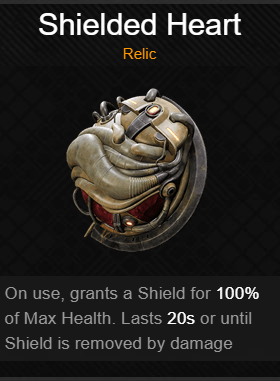 Shielded Heart
Relic
On use, grants a Shield for 100%
of Max Health. Lasts 20s or until
Shield is removed by damage